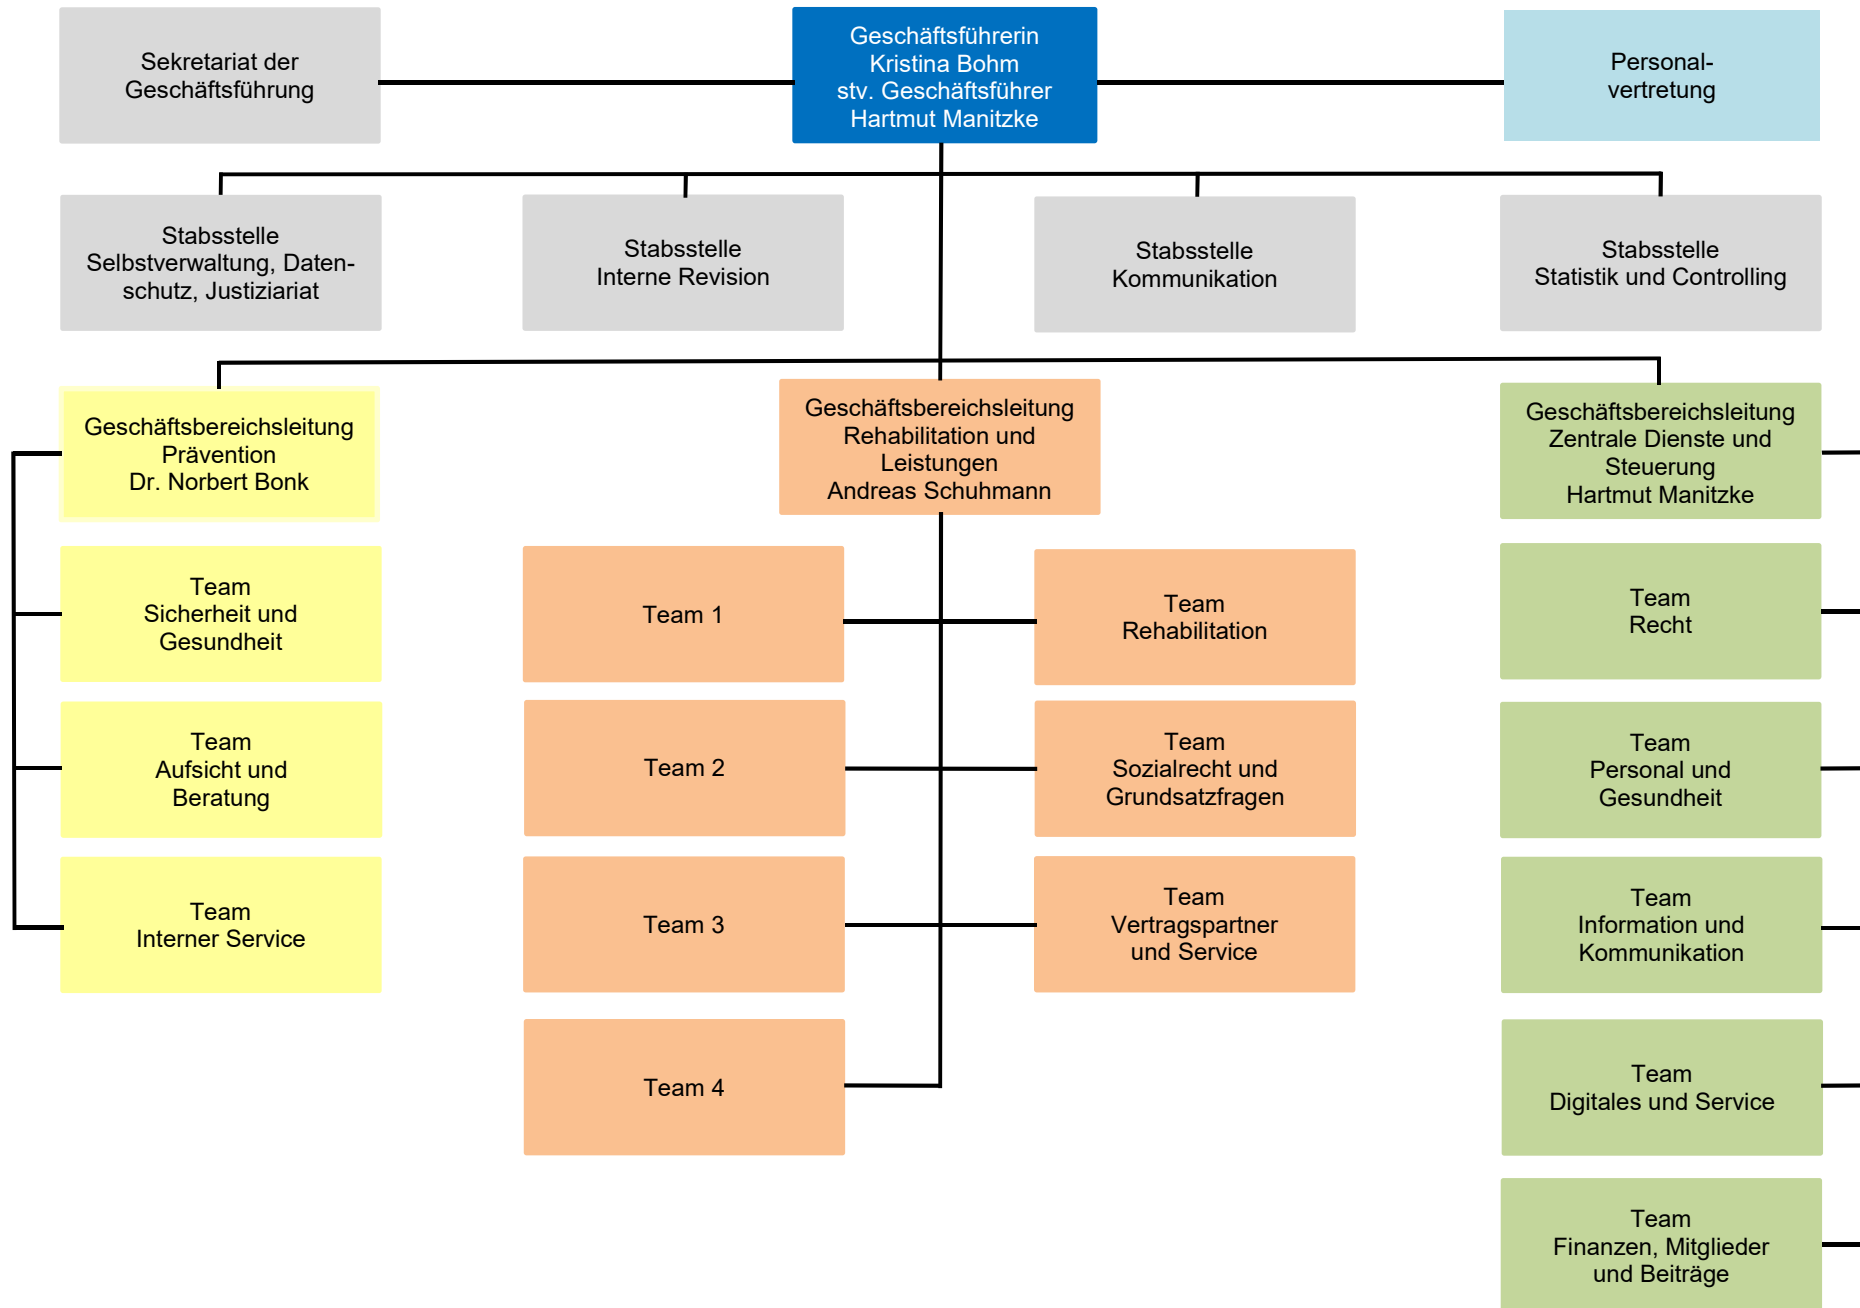 Sekretariat der
Geschäftsführung
Geschäftsführerin
Kristina Bohm
stv. Geschäftsführer
Hartmut Manitzke
Personal-
vertretung
Stabsstelle
Selbstverwaltung, Daten-
schutz, Justiziariat
Stabsstelle
Interne Revision
Stabsstelle
Kommunikation
Stabsstelle
Statistik und Controlling
Geschäftsbereichsleitung
Prävention
Dr. Norbert Bonk
Geschäftsbereichsleitung
Rehabilitation und
Leistungen
Andreas Schuhmann
Geschäftsbereichsleitung
Zentrale Dienste und
Steuerung
Hartmut Manitzke
Team
Sicherheit und
Gesundheit
Team 1
Team
Rehabilitation
Team
Recht
Team
Aufsicht und
Beratung
Team 2
Team
Sozialrecht und
Grundsatzfragen
Team
Personal und
Gesundheit
Team
Interner Service
Team 3
Team
Vertragspartner
und Service
Team
Information und
Kommunikation
Team 4
Team
Digitales und Service
Team
Finanzen, Mitglieder
und Beiträge